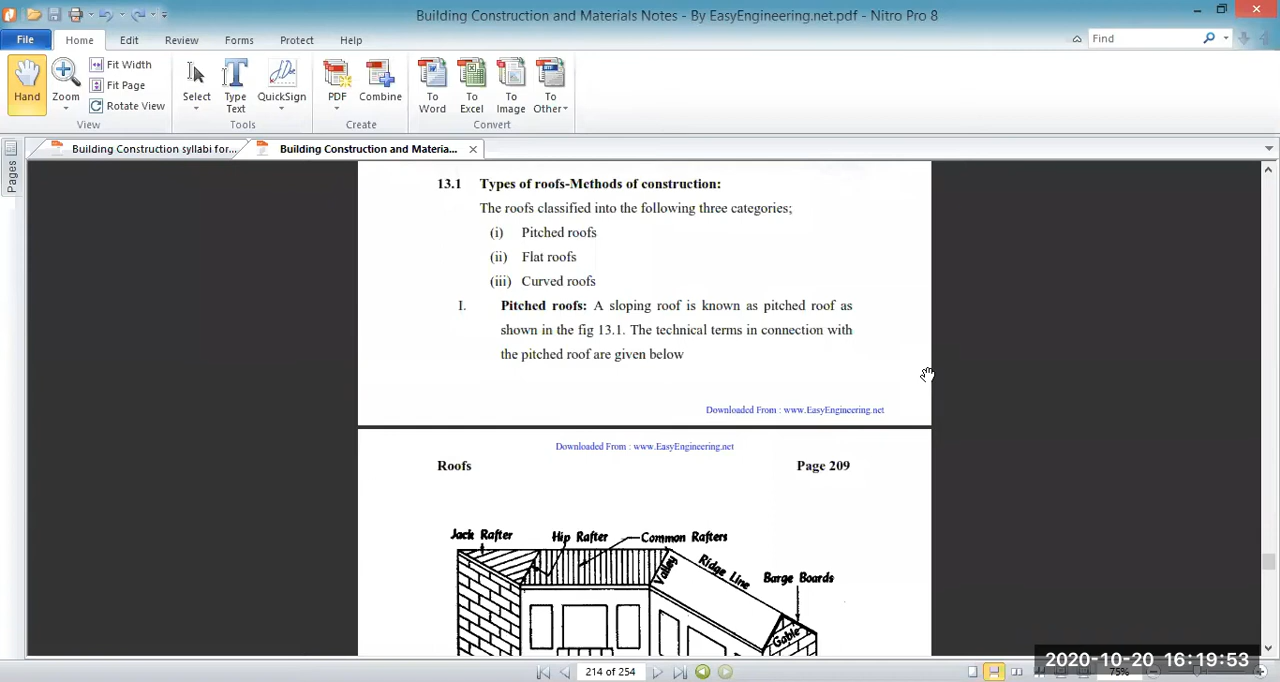 Building Construction and Materials Notes - By EasyEngineering.net.pdf - Nitro Pro 8
File Home Edit Review Forms Protect Help
Find
Hand
Zoom
Fit Width
Fit Page
Rotate View
Select
Type Text
QuickSign
PDF
Combine
To Word
To Excel
To Image
To Other
View
Tools
Create
Convert
Building Construction syllabi for...
Building Construction and Materia...
Pages
13.1 Types of roofs-Methods of construction:
The roofs classified into the following three categories;
(i) Pitched roofs
(ii) Flat roofs
(iii) Curved roofs
I. Pitched roofs: A sloping roof is known as pitched roof as
shown in the fig 13.1. The technical terms in connection with
the pitched roof are given below
Downloaded From : www.EasyEngineering.net
Downloaded From : www.EasyEngineering.net
Roofs Page 209
Jack Rafter
Hip Rafter
Common Rafters
Valley
Ridge Line
Barge Boards
Gable
214 of 254
75%
2020-10-20 16:19:53